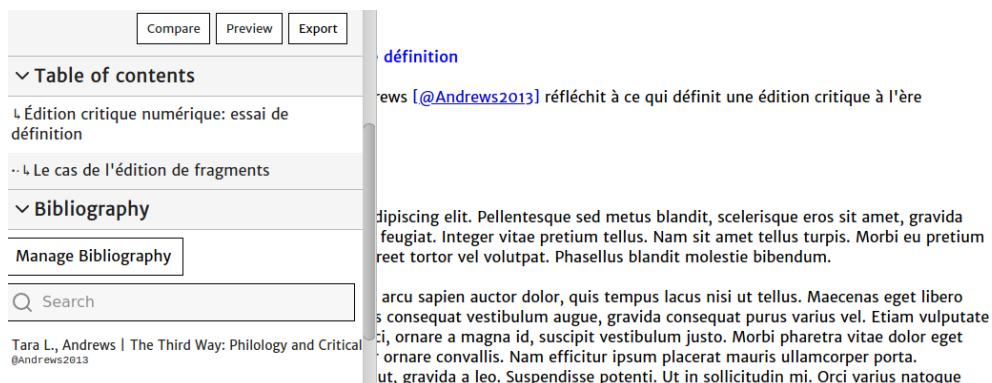 Compare Preview Export
Table of contents
↳ Édition critique numérique: essai de
définition
·· ↳ Le cas de l'édition de fragments
Bibliography
Manage Bibliography
Search
Tara L., Andrews | The Third Way: Philology and Critical
@Andrews2013
définition
[@Andrews2013] réfléchit à ce qui définit une édition critique à l'ère
adipiscing elit. Pellentesque sed metus blandit, scelerisque eros sit amet, gravida
feugiat. Integer vitae pretium tellus. Nam sit amet tellus turpis. Morbi eu pretium
tortor vel volutpat. Phasellus blandit molestie bibendum.
arcu sapien auctor dolor, quis tempus lacus nisi ut tellus. Maecenas eget libero
consequat vestibulum augue, gravida consequat purus varius vel. Etiam vulputate
ornare a magna id, suscipit vestibulum justo. Morbi pharetra vitae dolor eget
ornare convallis. Nam efficitur ipsum placerat mauris ullamcorper porta.
ut, gravida a leo. Suspendisse potenti. Ut in sollicitudin mi. Orci varius natoque